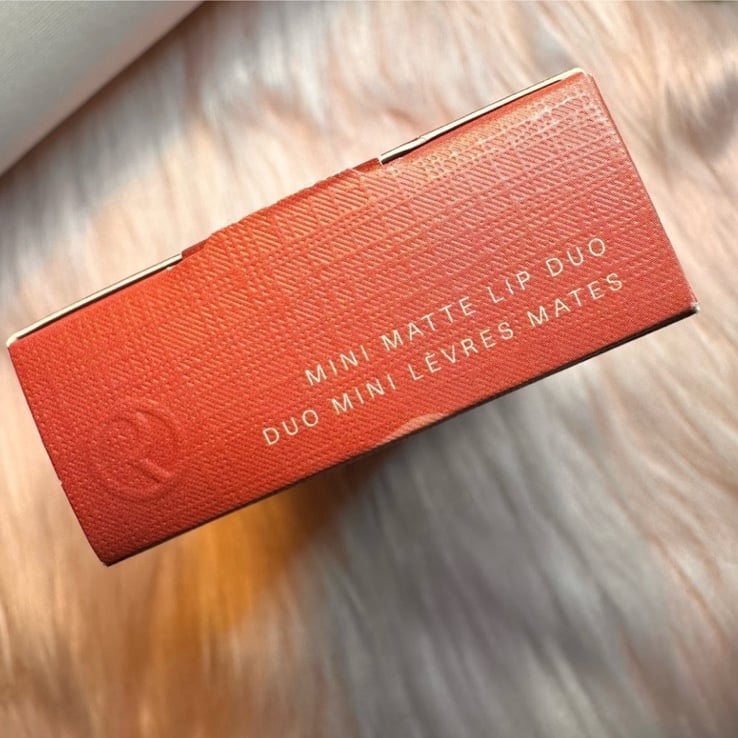 MINI MATTE LIP DUO
DUO MINI LÈVRES MATES